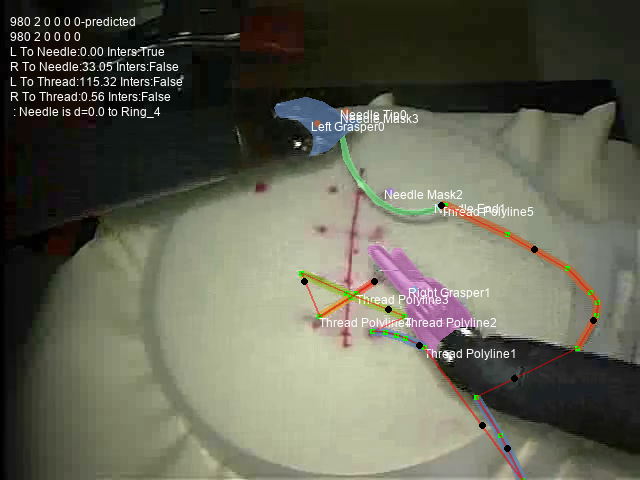 980 2 0 0 0 0-predicted
980 2 0 0 0 0
L To Needle:0.00 Inters:True
R To Needle:33.05 Inters:False
L To Thread:115.32 Inters:False
R To Thread:0.56 Inters:False
: Needle is d=0.0 to Ring_4
Needle Tip0
Needle Mask3
Left Grasper0
Needle Mask2
Thread Polyline5
Right Grasper1
Thread Polyline3
Thread Polyline2
Thread Polyline1